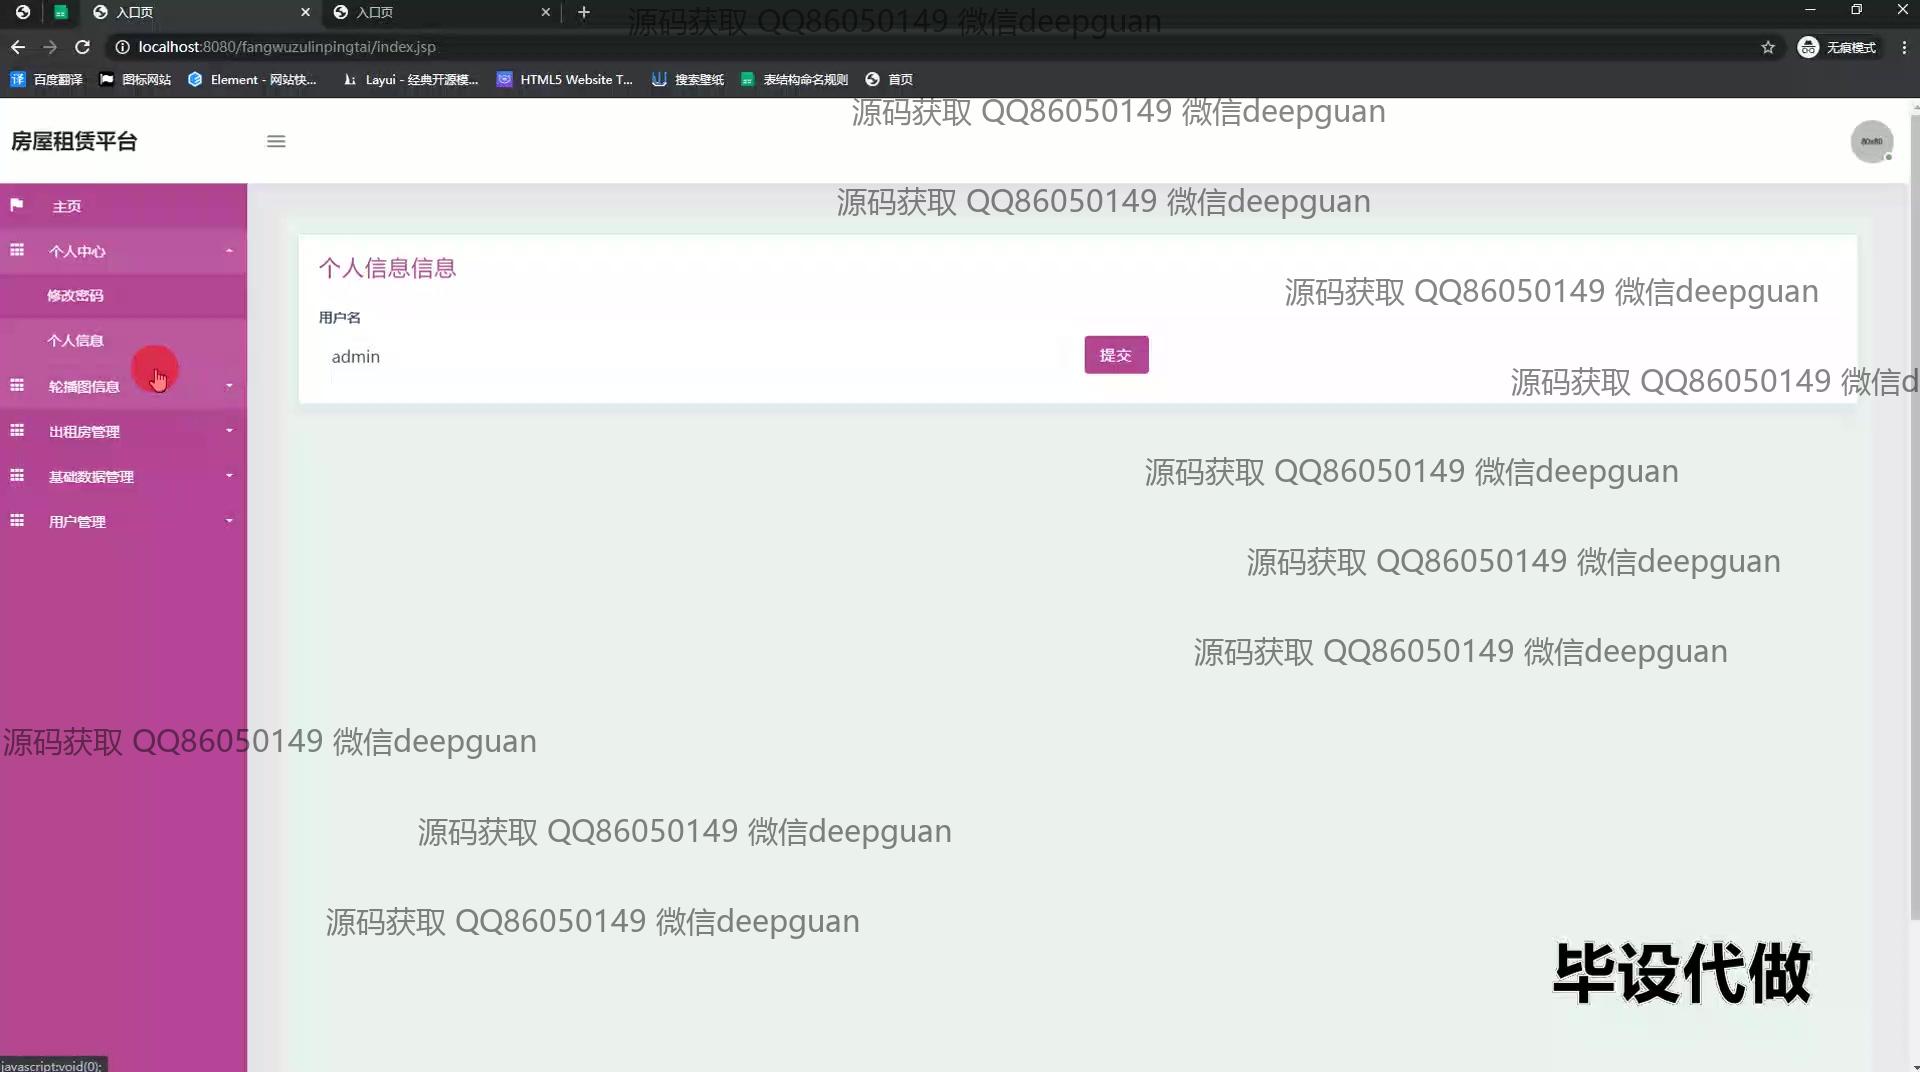 入口页
入口页
源码获取 QQ86050149 微信deepguan
localhost:8080/fangwuzulinpingtai/index.jsp
无痕模式
译 百度翻译
图标网站
Element - 网站快...
Layui - 经典开源模...
HTML5 Website T...
搜索壁纸
表结构命名规则
首页
源码获取 QQ86050149 微信deepguan
房屋租赁平台
80x80
源码获取 QQ86050149 微信deepguan
主页
个人中心
修改密码
个人信息
轮播图信息
出租房管理
基础数据管理
用户管理
个人信息信息
源码获取 QQ86050149 微信deepguan
用户名
admin
提交
源码获取 QQ86050149 微信d
源码获取 QQ86050149 微信deepguan
源码获取 QQ86050149 微信deepguan
源码获取 QQ86050149 微信deepguan
源码获取 QQ86050149 微信deepguan
源码获取 QQ86050149 微信deepguan
源码获取 QQ86050149 微信deepguan
毕设代做
javascript:void(0);